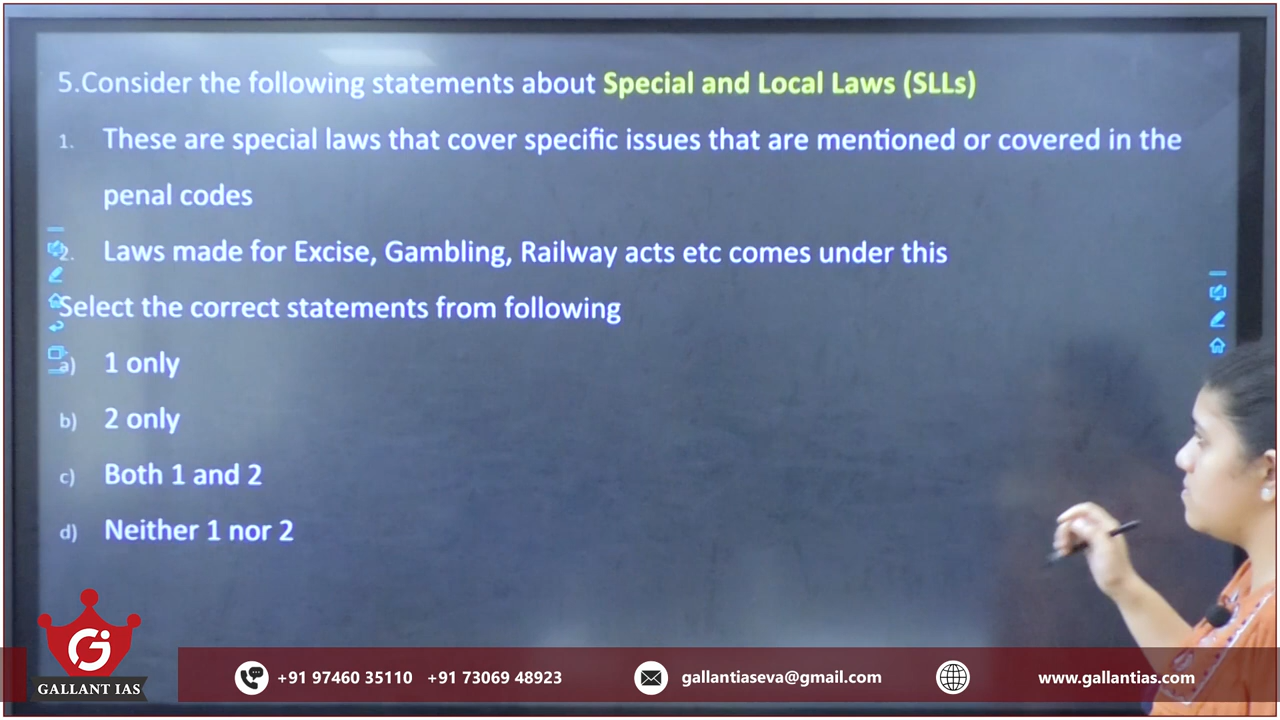 5.Consider the following statements about Special and Local Laws (SLLs)
1. These are special laws that cover specific issues that are mentioned or covered in the
penal codes
2. Laws made for Excise, Gambling, Railway acts etc comes under this
Select the correct statements from following
a) 1 only
b) 2 only
c) Both 1 and 2
d) Neither 1 nor 2
GALLANT IAS
+91 97460 35110 +91 73069 48923
gallantiaseva@gmail.com
www.gallantias.com